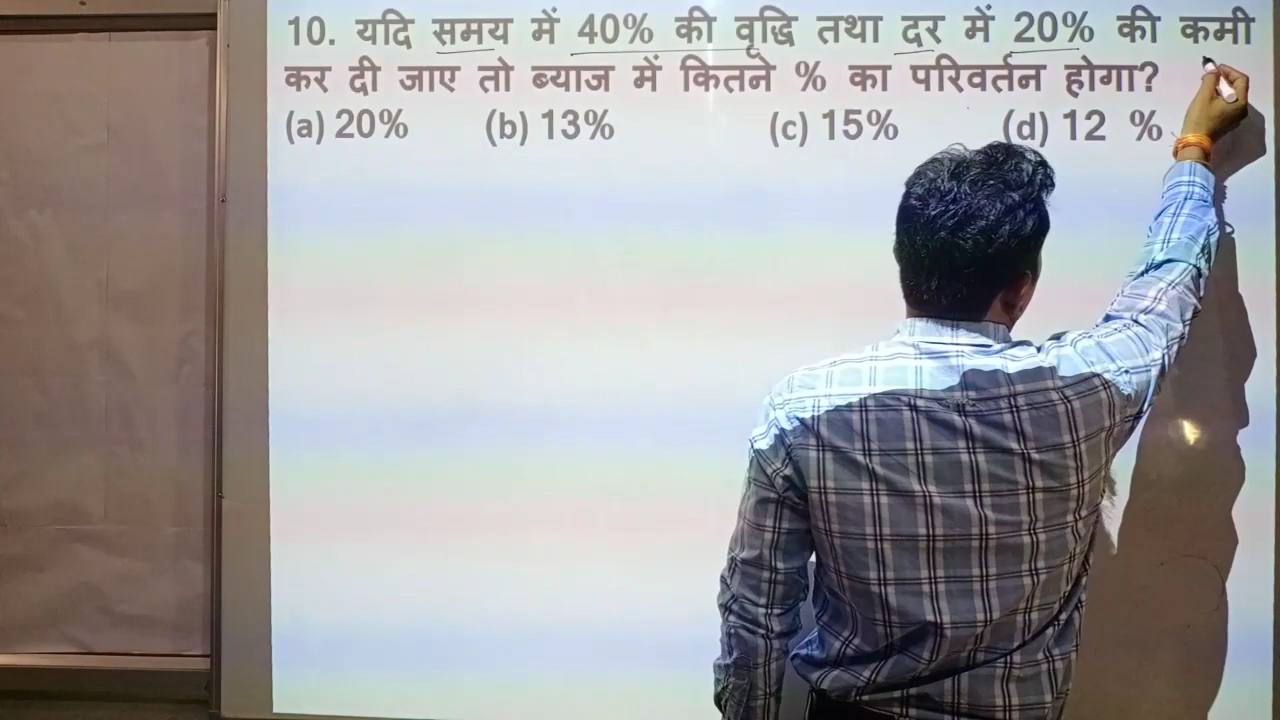 10. यदि समय में 40% की वृद्धि तथा दर में 20% की कमी
कर दी जाए तो ब्याज में कितने % का परिवर्तन होगा?
(a) 20% (b) 13% (c) 15% (d) 12 %